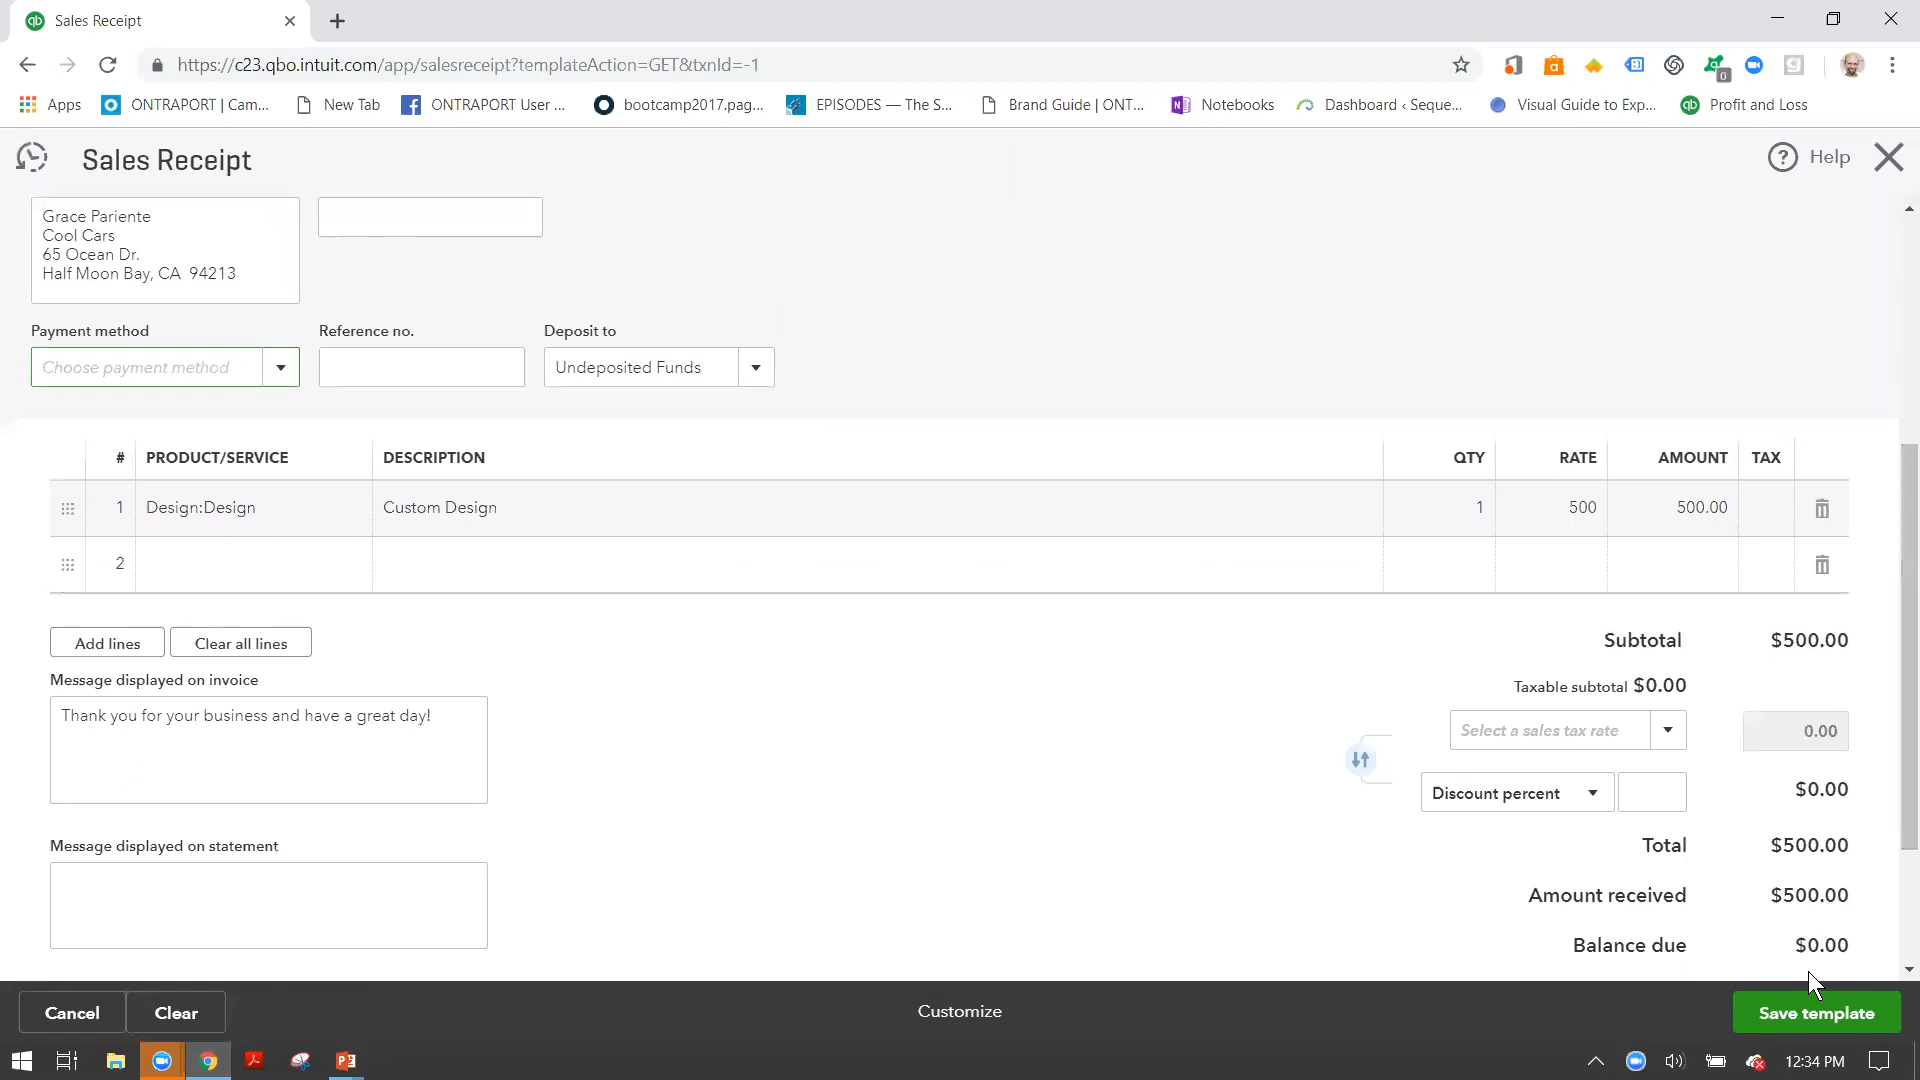 Sales Receipt
https://c23.qbo.intuit.com/app/salesreceipt?templateAction=GET&txnId=-1
0
Apps
ONTRAPORT | Cam...
New Tab
ONTRAPORT User ...
bootcamp2017.pag...
EPISODES — The S...
Brand Guide | ONT...
Notebooks
Dashboard ‹ Seque...
Visual Guide to Exp...
Profit and Loss
Sales Receipt
? Help
Grace Pariente
Cool Cars
65 Ocean Dr.
Half Moon Bay, CA 94213
Payment method
Reference no.
Deposit to
Choose payment method
Undeposited Funds
# PRODUCT/SERVICE DESCRIPTION QTY RATE AMOUNT TAX
1 Design:Design Custom Design 1 500 500.00
2
Add lines
Clear all lines
Subtotal $500.00
Message displayed on invoice
Taxable subtotal $0.00
Thank you for your business and have a great day!
Select a sales tax rate
0.00
Discount percent
$0.00
Message displayed on statement
Total $500.00
Amount received $500.00
Balance due $0.00
Cancel
Clear
Customize
Save template
12:34 PM